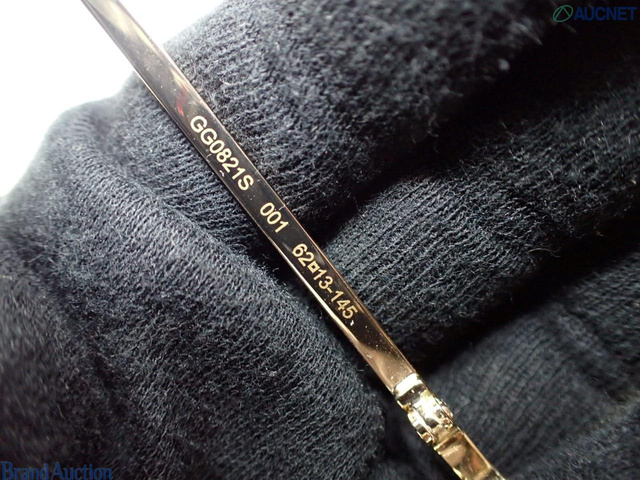 AUCNET
GG0821S 001 62¤13-145
Brand Auction